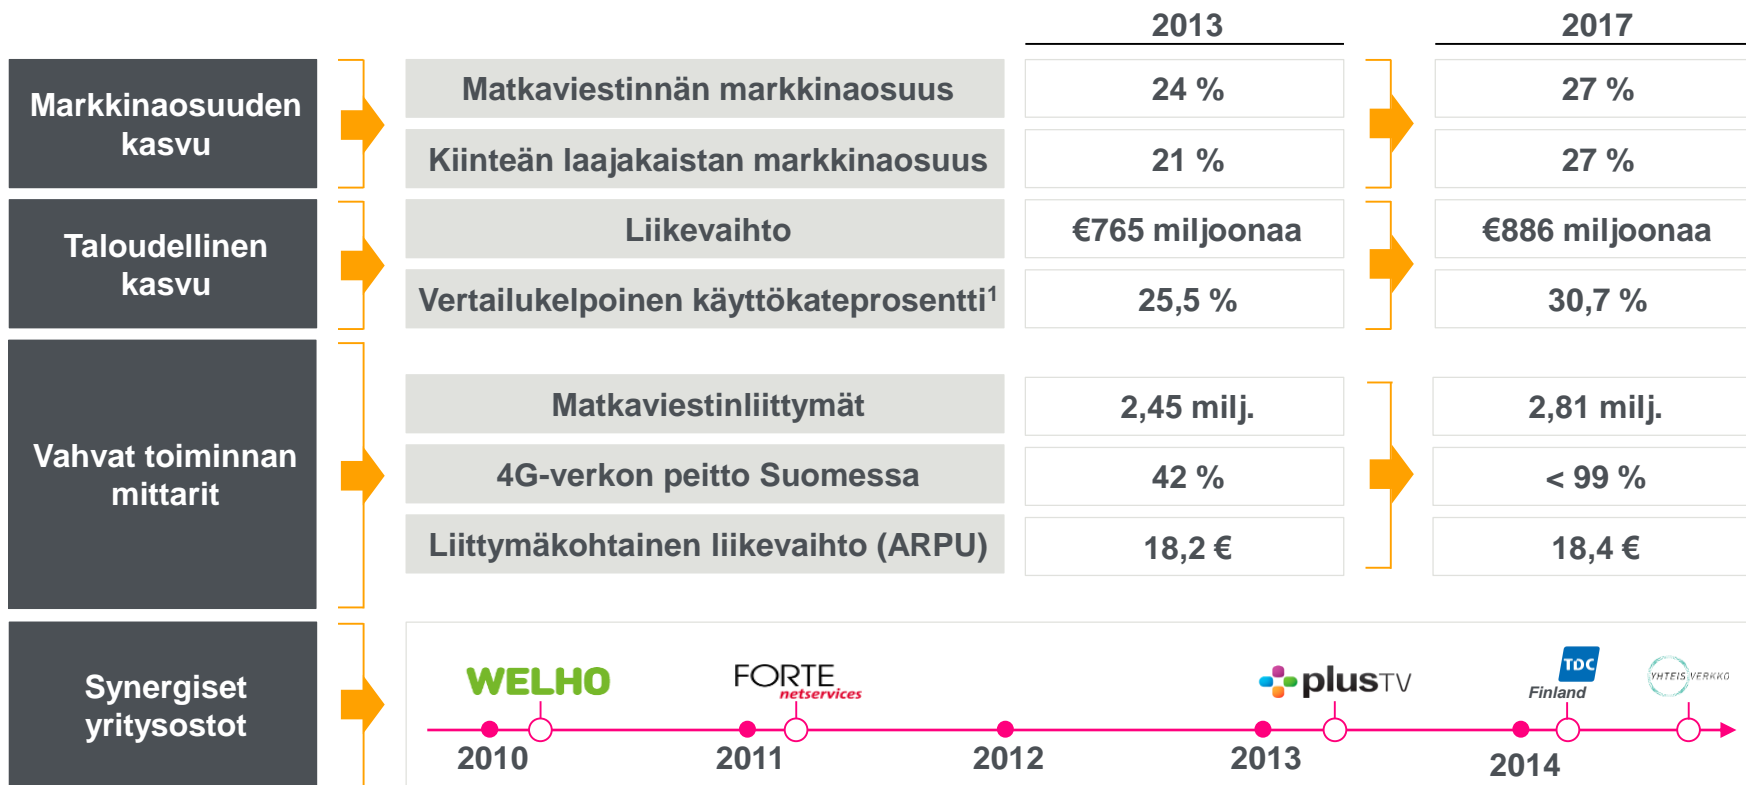 2013
2017
Markkinaosuuden
kasvu
Matkaviestinnän markkinaosuus
24 %
27 %
Kiinteän laajakaistan markkinaosuus
21 %
27 %
Taloudellinen
kasvu
Liikevaihto
€765 miljoonaa
€886 miljoonaa
Vertailukelpoinen käyttökateprosentti¹
25,5 %
30,7 %
Vahvat toiminnan
mittarit
Matkaviestinliittymät
2,45 milj.
2,81 milj.
4G-verkon peitto Suomessa
42 %
< 99 %
Liittymäkohtainen liikevaihto (ARPU)
18,2 €
18,4 €
Synergiset
yritysostot
WELHO
FORTE
netservices
plusTV
TDC
Finland
YHTEISVERKKO
2010
2011
2012
2013
2014